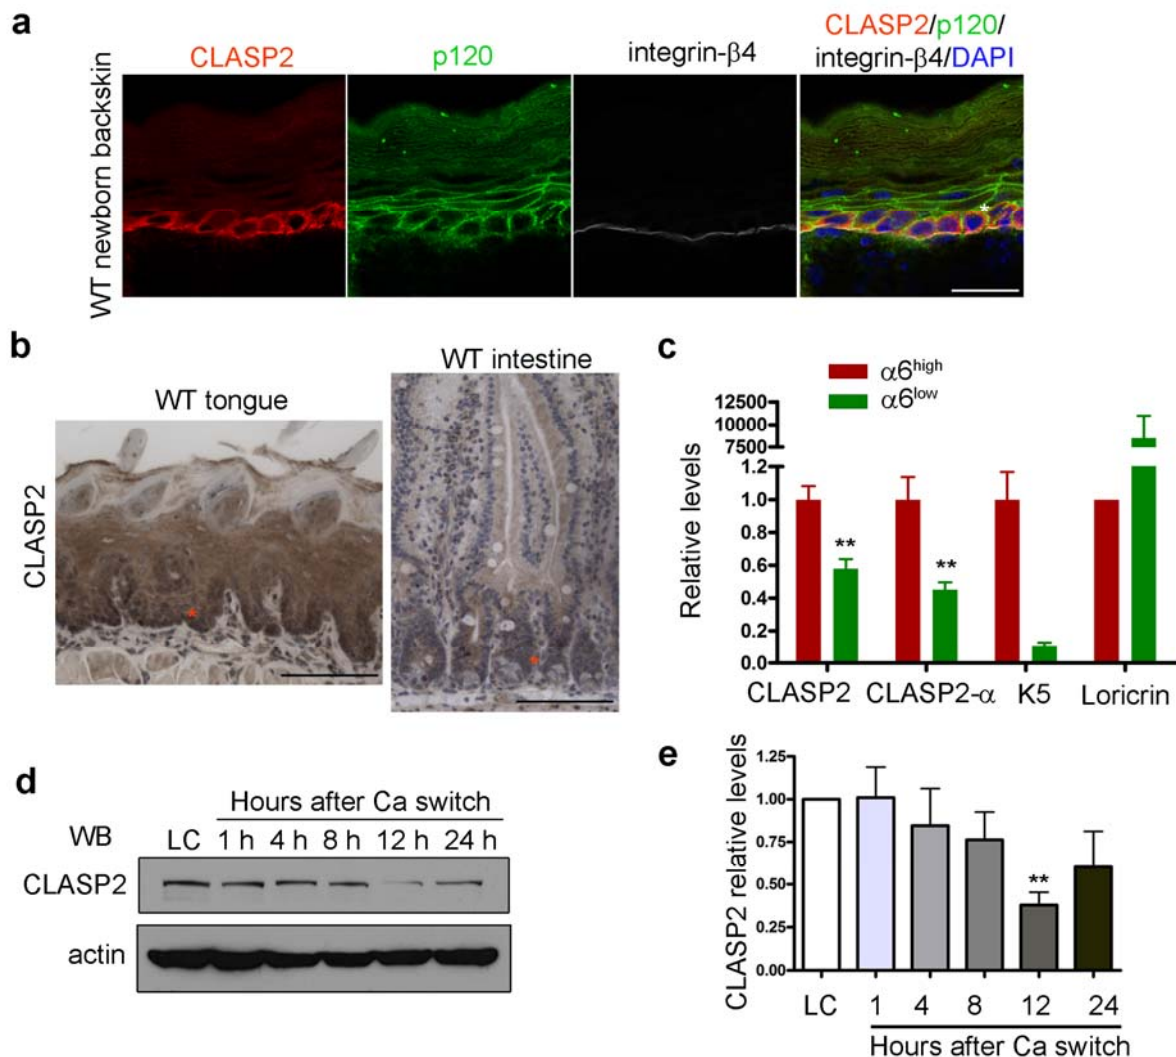 a
CLASP2
p120
integrin-β4
CLASP2/p120/
integrin-β4/DAPI
WT newborn backskin
*
b
WT tongue
WT intestine
CLASP2
*
*
c
α6high
α6low
Relative levels
12500
10000
7500
1.2
1.0
0.8
0.6
0.4
0.2
0.0
**
**
CLASP2
CLASP2-α
K5
Loricrin
d
Hours after Ca switch
WB
LC
1 h
4 h
8 h
12 h
24 h
CLASP2
actin
e
CLASP2 relative levels
1.25
1.00
0.75
0.50
0.25
0.00
**
LC
1
4
8
12
24
Hours after Ca switch